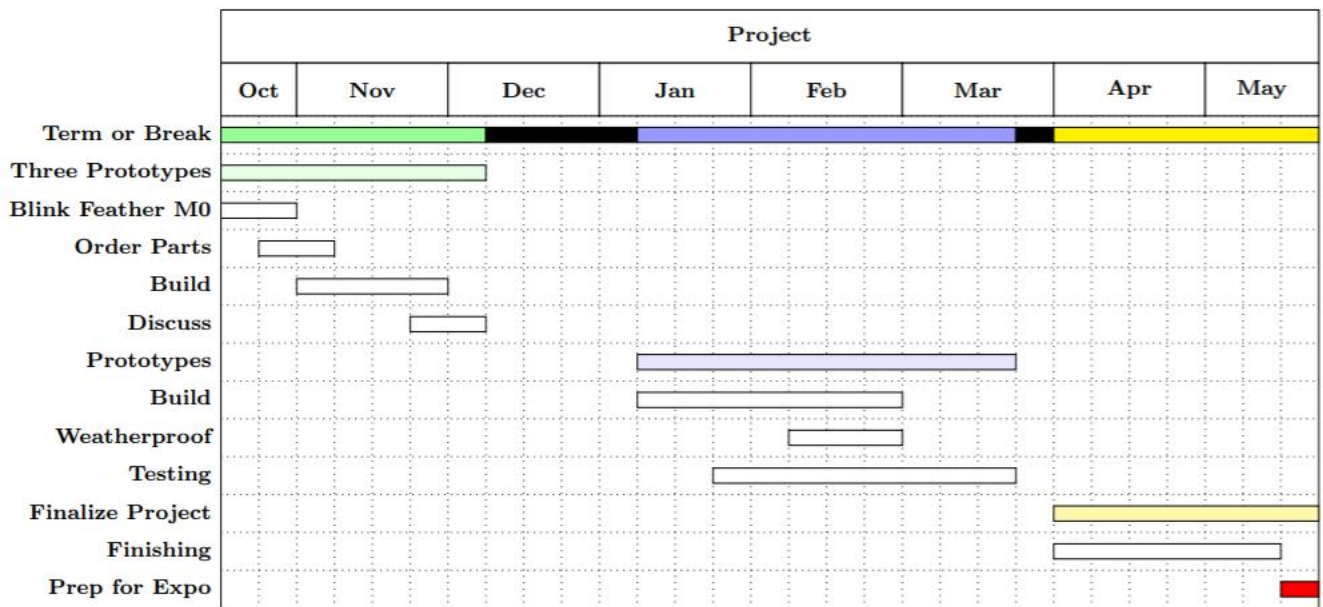 Project
Oct Nov Dec Jan Feb Mar Apr May
Term or Break
Three Prototypes
Blink Feather M0
Order Parts
Build
Discuss
Prototypes
Build
Weatherproof
Testing
Finalize Project
Finishing
Prep for Expo